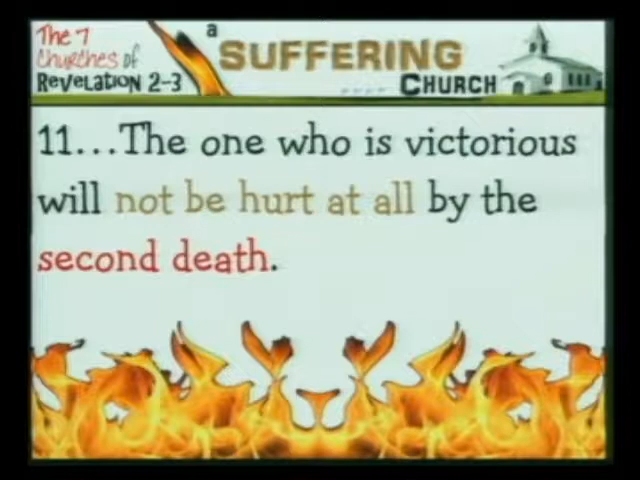 The 7
Churches of
Revelation 2-3
a
SUFFERING
CHURCH
11...The one who is victorious
will not be hurt at all by the
second death.